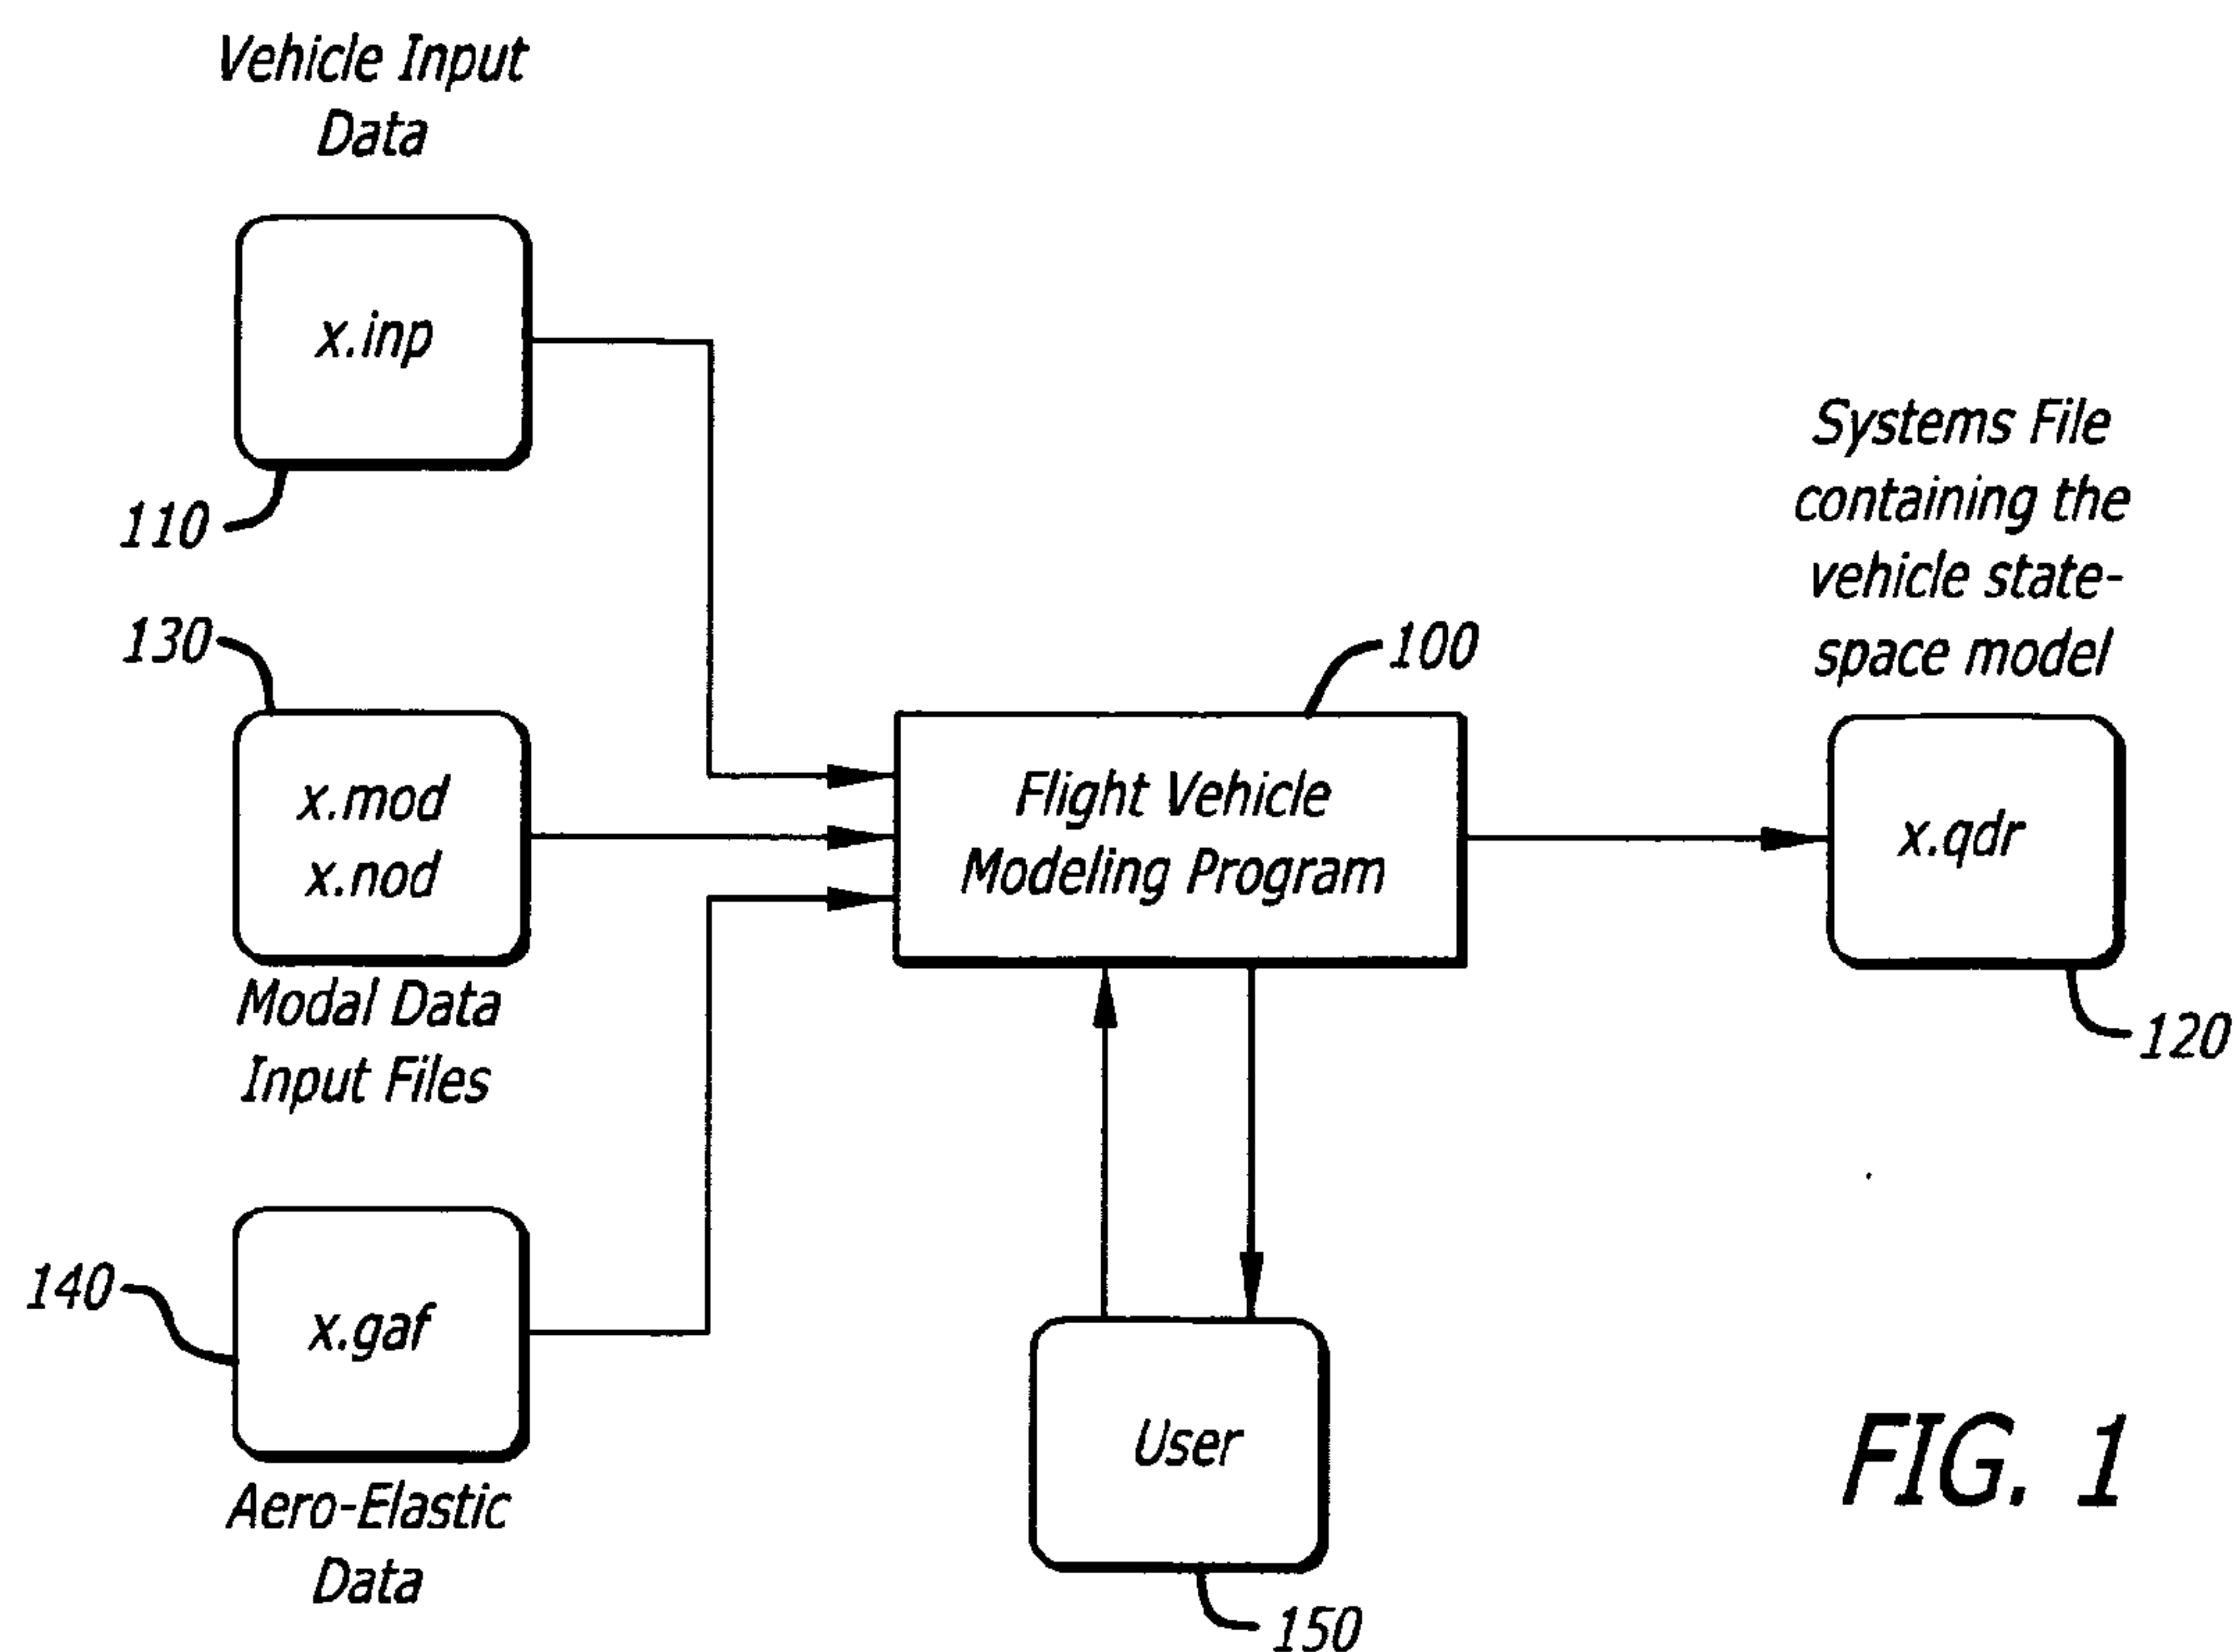 Vehicle Input
Data
x.inp
110
130
x.mod
x.nod
Modal Data
Input Files
140
x.gaf
Aero-Elastic
Data
100
Flight Vehicle
Modeling Program
User
150
Systems File
containing the
vehicle state-
space model
x.qdr
120
FIG. 1